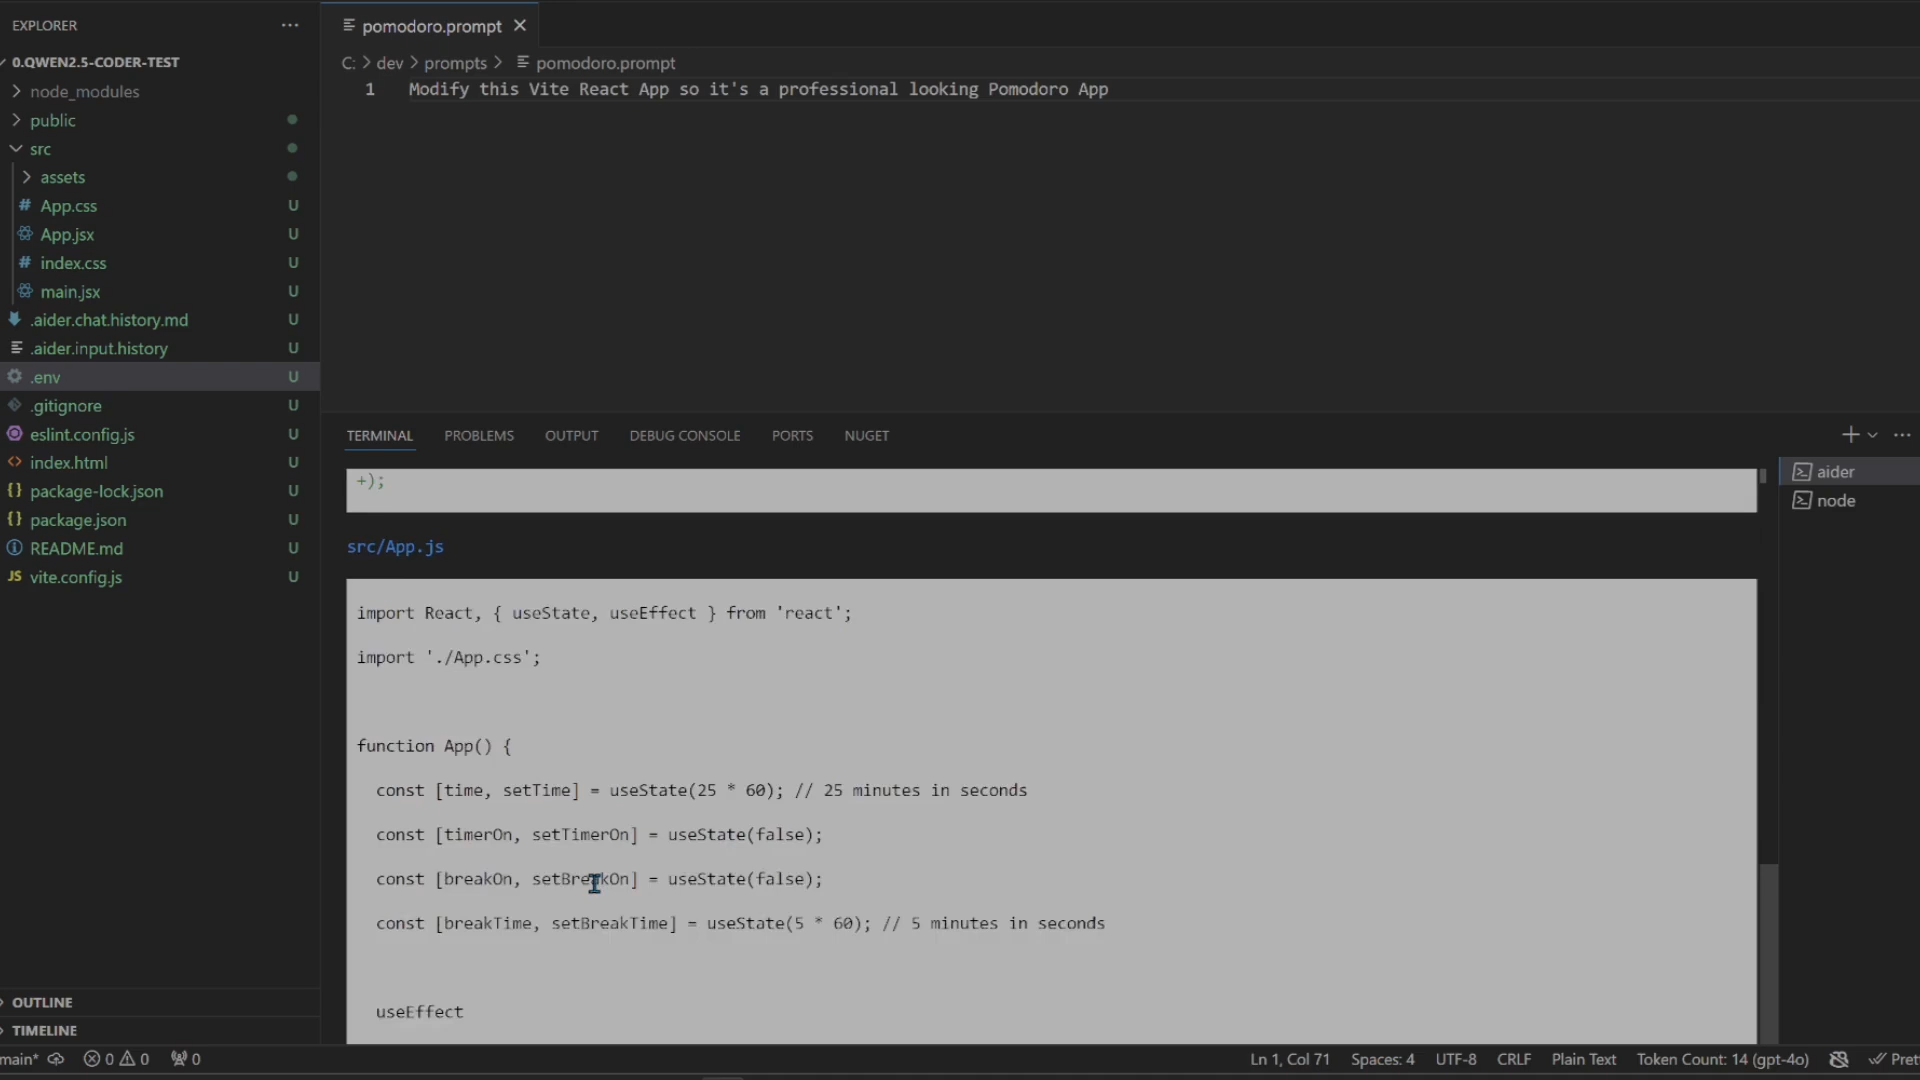 EXPLORER
0.QWEN2.5-CODER-TEST
node_modules
public
src
assets
App.css U
App.jsx U
index.css U
main.jsx U
.aider.chat.history.md U
.aider.input.history U
.env U
.gitignore U
eslint.config.js U
index.html U
package-lock.json U
package.json U
README.md U
vite.config.js U
OUTLINE
TIMELINE
pomodoro.prompt
C: > dev > prompts > pomodoro.prompt
1 Modify this Vite React App so it's a professional looking Pomodoro App
TERMINAL PROBLEMS OUTPUT DEBUG CONSOLE PORTS NUGET
+);
src/App.js
import React, { useState, useEffect } from 'react';
import './App.css';
function App() {
const [time, setTime] = useState(25 * 60); // 25 minutes in seconds
const [timerOn, setTimerOn] = useState(false);
const [breakOn, setBreakOn] = useState(false);
const [breakTime, setBreakTime] = useState(5 * 60); // 5 minutes in seconds
useEffect
aider
node
main* 0 0 0 Ln 1, Col 71 Spaces: 4 UTF-8 CRLF Plain Text Token Count: 14 (gpt-4o) Pret